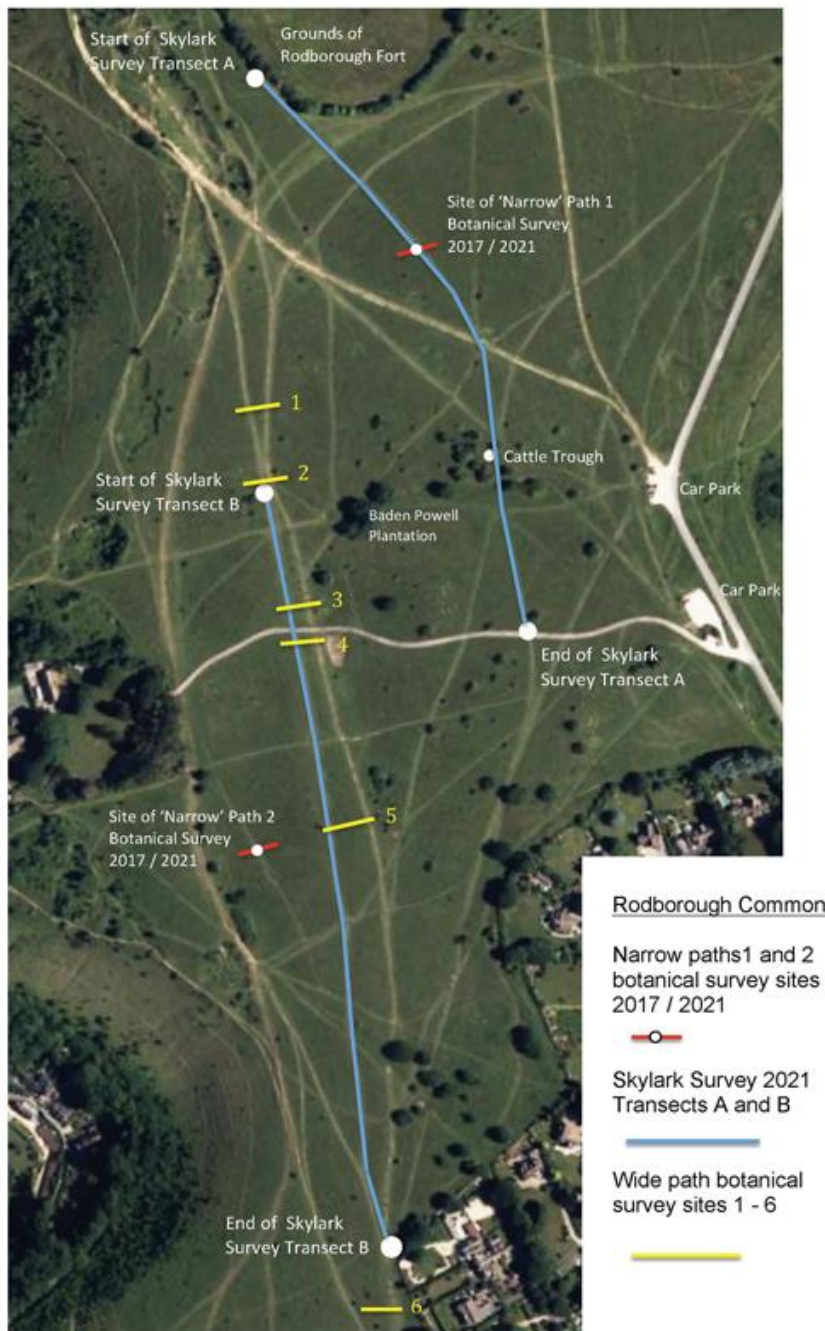 Start of Skylark
Survey Transect A
Grounds of
Rodborough Fort
Site of ‘Narrow’ Path 1
Botanical Survey
2017 / 2021
1
Start of Skylark
Survey Transect B
2
Cattle Trough
Car Park
Baden Powell
Plantation
3
Car Park
4
End of Skylark
Survey Transect A
Site of ‘Narrow’ Path 2
Botanical Survey
2017 / 2021
5
End of Skylark
Survey Transect B
6
Rodborough Common
Narrow paths1 and 2
botanical survey sites
2017 / 2021
Skylark Survey 2021
Transects A and B
Wide path botanical
survey sites 1 - 6